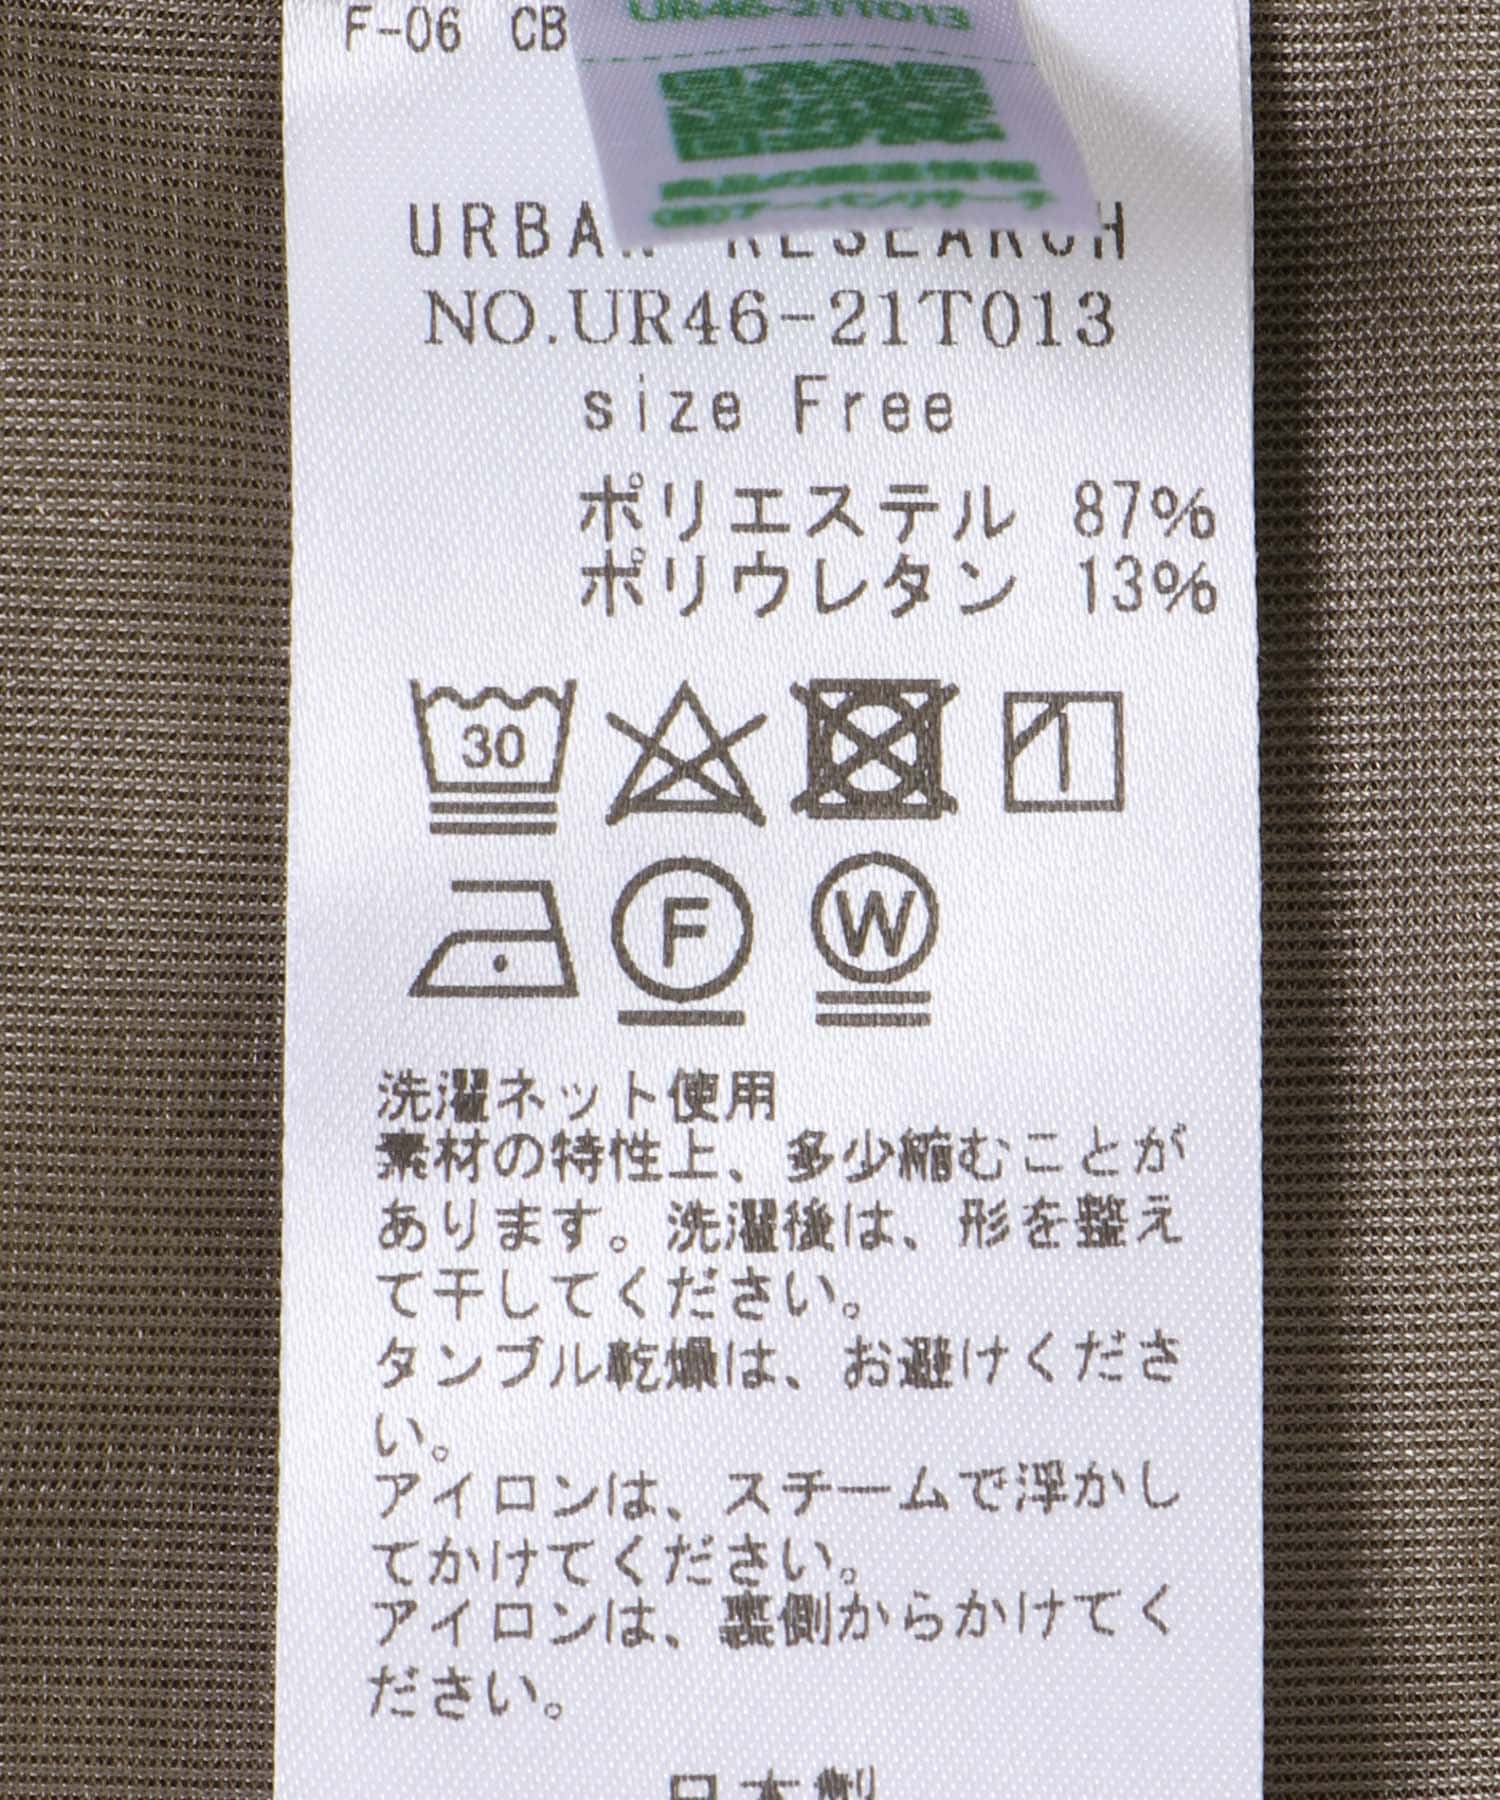 F-06 CB
UR46-21T013
URBAN RESEARCH
NO.UR46-21T013
size Free
ポリエステル 87%
ポリウレタン 13%
30
F
W
洗濯ネット使用
素材の特性上、多少縮むことが
あります。洗濯後は、形を整え
て干してください。
タンブル乾燥は、お避けくださ
い。
アイロンは、スチームで浮かし
てかけてください。
アイロンは、裏側からかけてく
ださい。
日本製